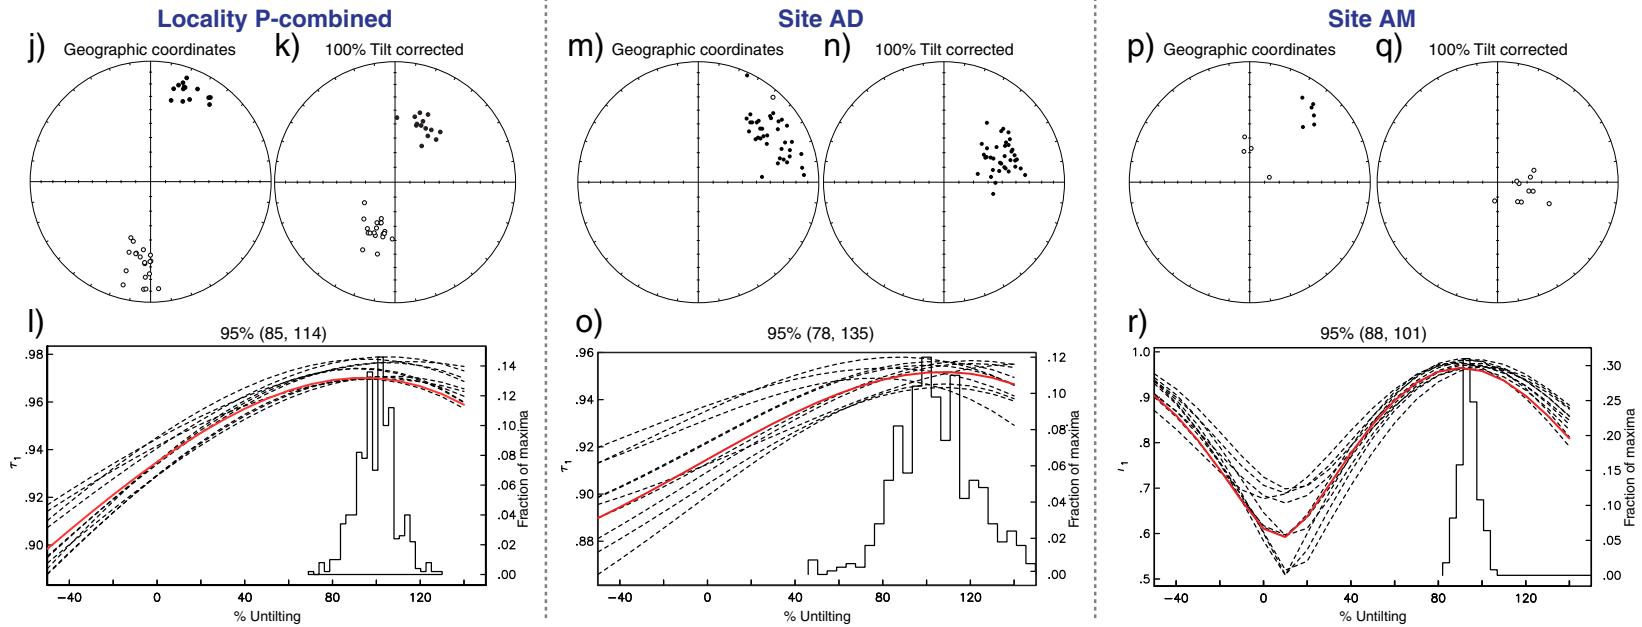 Locality P-combined
Site AD
Site AM
j)
Geographic coordinates
k)
100% Tilt corrected
m)
Geographic coordinates
n)
100% Tilt corrected
p)
Geographic coordinates
q)
100% Tilt corrected
l)
95% (85, 114)
.98
.96
.94
.92
.90
τ1
.14
.12
.10
.08
.06
.04
.02
.00
Fraction of maxima
−40
0
40
80
120
% Untilting
o)
95% (78, 135)
.96
.94
.92
.90
.88
τ1
.12
.10
.08
.06
.04
.02
.00
Fraction of maxima
−40
0
40
80
120
% Untilting
r)
95% (88, 101)
1.0
.9
.8
.7
.6
.5
.30
.25
.20
.15
.10
.05
.00
Fraction of maxima
−40
0
40
80
120
% Untilting